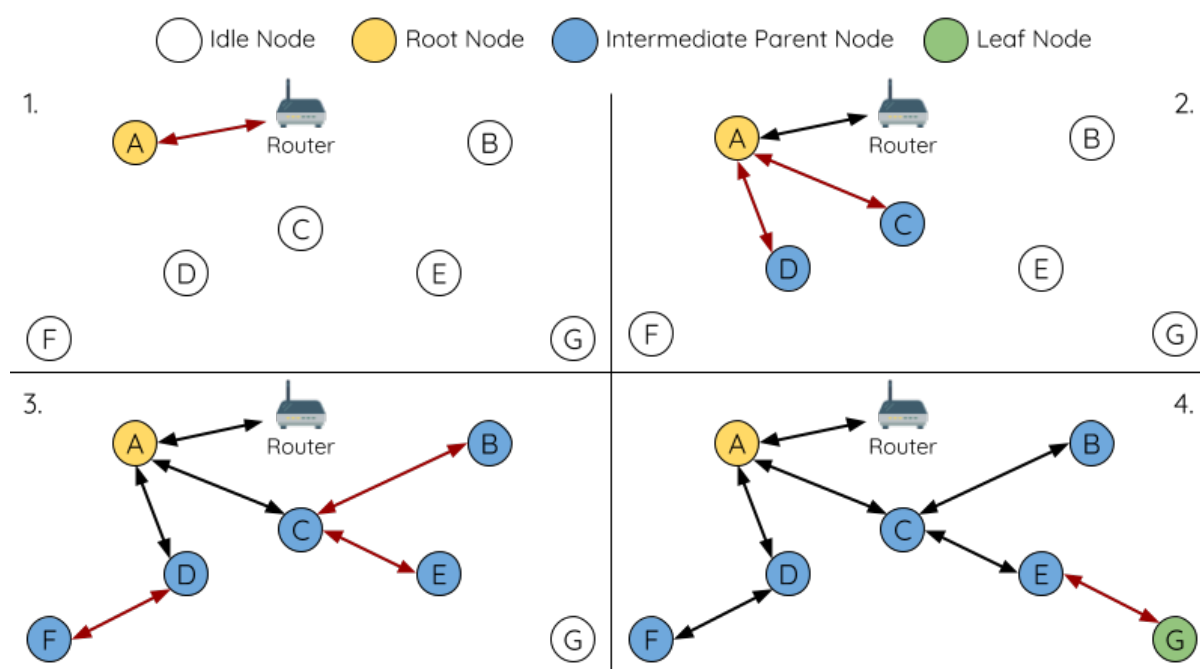 Idle Node
Root Node
Intermediate Parent Node
Leaf Node
1.
A
Router
B
C
D
E
F
G
2.
A
Router
B
C
D
E
F
G
3.
A
Router
B
C
D
E
F
G
4.
A
Router
B
C
D
E
F
G